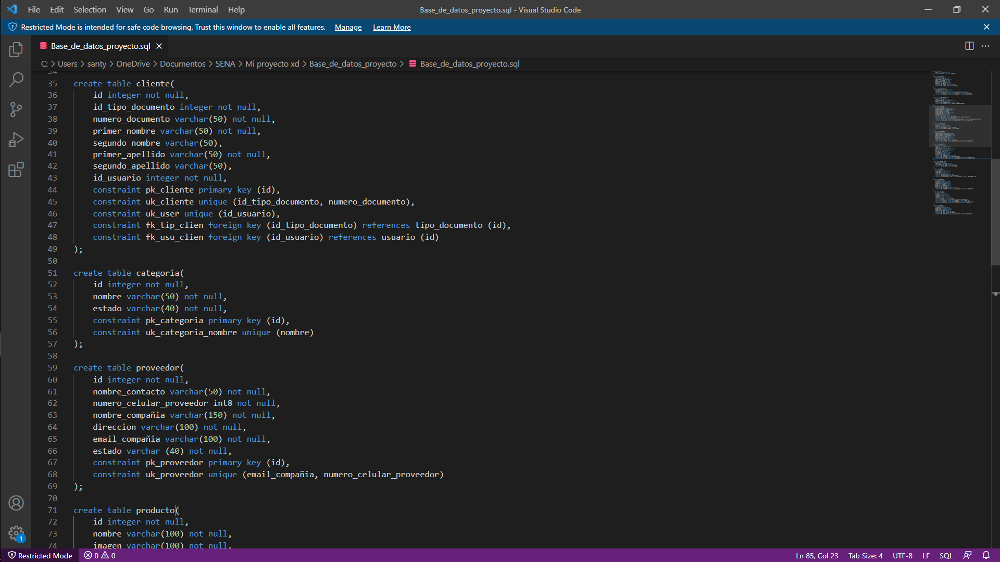 File Edit Selection View Go Run Terminal Help
Base_de_datos_proyecto.sql - Visual Studio Code
Restricted Mode is intended for safe code browsing. Trust this window to enable all features. Manage Learn More
Base_de_datos_proyecto.sql
C: > Users > santy > OneDrive > Documentos > SENA > Mi proyecto xd > Base_de_datos_proyecto > Base_de_datos_proyecto.sql
34
35 create table cliente(
36 id integer not null,
37 id_tipo_documento integer not null,
38 numero_documento varchar(50) not null,
39 primer_nombre varchar(50) not null,
40 segundo_nombre varchar(50),
41 primer_apellido varchar(50) not null,
42 segundo_apellido varchar(50),
43 id_usuario integer not null,
44 constraint pk_cliente primary key (id),
45 constraint uk_cliente unique (id_tipo_documento, numero_documento),
46 constraint uk_user unique (id_usuario),
47 constraint fk_tip_clien foreign key (id_tipo_documento) references tipo_documento (id),
48 constraint fk_usu_clien foreign key (id_usuario) references usuario (id)
49 );
50
51 create table categoria(
52 id integer not null,
53 nombre varchar(50) not null,
54 estado varchar(40) not null,
55 constraint pk_categoria primary key (id),
56 constraint uk_categoria_nombre unique (nombre)
57 );
58
59 create table proveedor(
60 id integer not null,
61 nombre_contacto varchar(50) not null,
62 numero_celular_proveedor int8 not null,
63 nombre_compañia varchar(150) not null,
64 direccion varchar(100) not null,
65 email_compañia varchar(100) not null,
66 estado varchar (40) not null,
67 constraint pk_proveedor primary key (id),
68 constraint uk_proveedor unique (email_compañia, numero_celular_proveedor)
69 );
70
71 create table producto(
72 id integer not null,
73 nombre varchar(100) not null,
74 imagen varchar(100) not null,
1
Restricted Mode 0 0 Ln 85, Col 23 Tab Size: 4 UTF-8 LF SQL